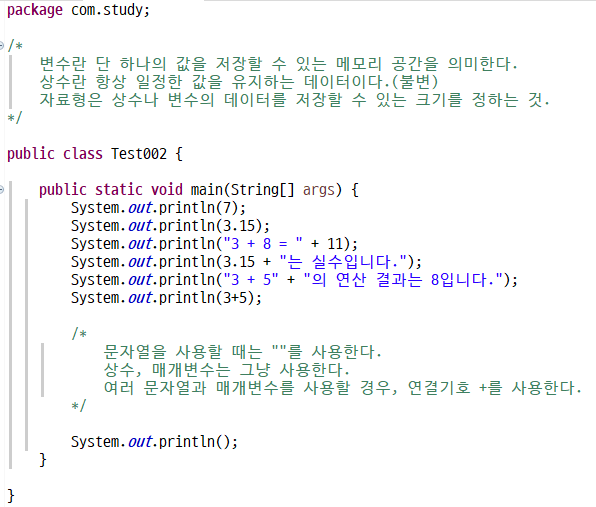 package com.study;
/*
변수란 단 하나의 값을 저장할 수 있는 메모리 공간을 의미한다.
상수란 항상 일정한 값을 유지하는 데이터이다.(불변)
자료형은 상수나 변수의 데이터를 저장할 수 있는 크기를 정하는 것.
*/
public class Test002 {
public static void main(String[] args) {
System.out.println(7);
System.out.println(3.15);
System.out.println("3 + 8 = " + 11);
System.out.println(3.15 + "는 실수입니다.");
System.out.println("3 + 5" + "의 연산 결과는 8입니다.");
System.out.println(3+5);
/*
문자열을 사용할 때는 ""를 사용한다.
상수, 매개변수는 그냥 사용한다.
여러 문자열과 매개변수를 사용할 경우, 연결기호 +를 사용한다.
*/
System.out.println();
}
}